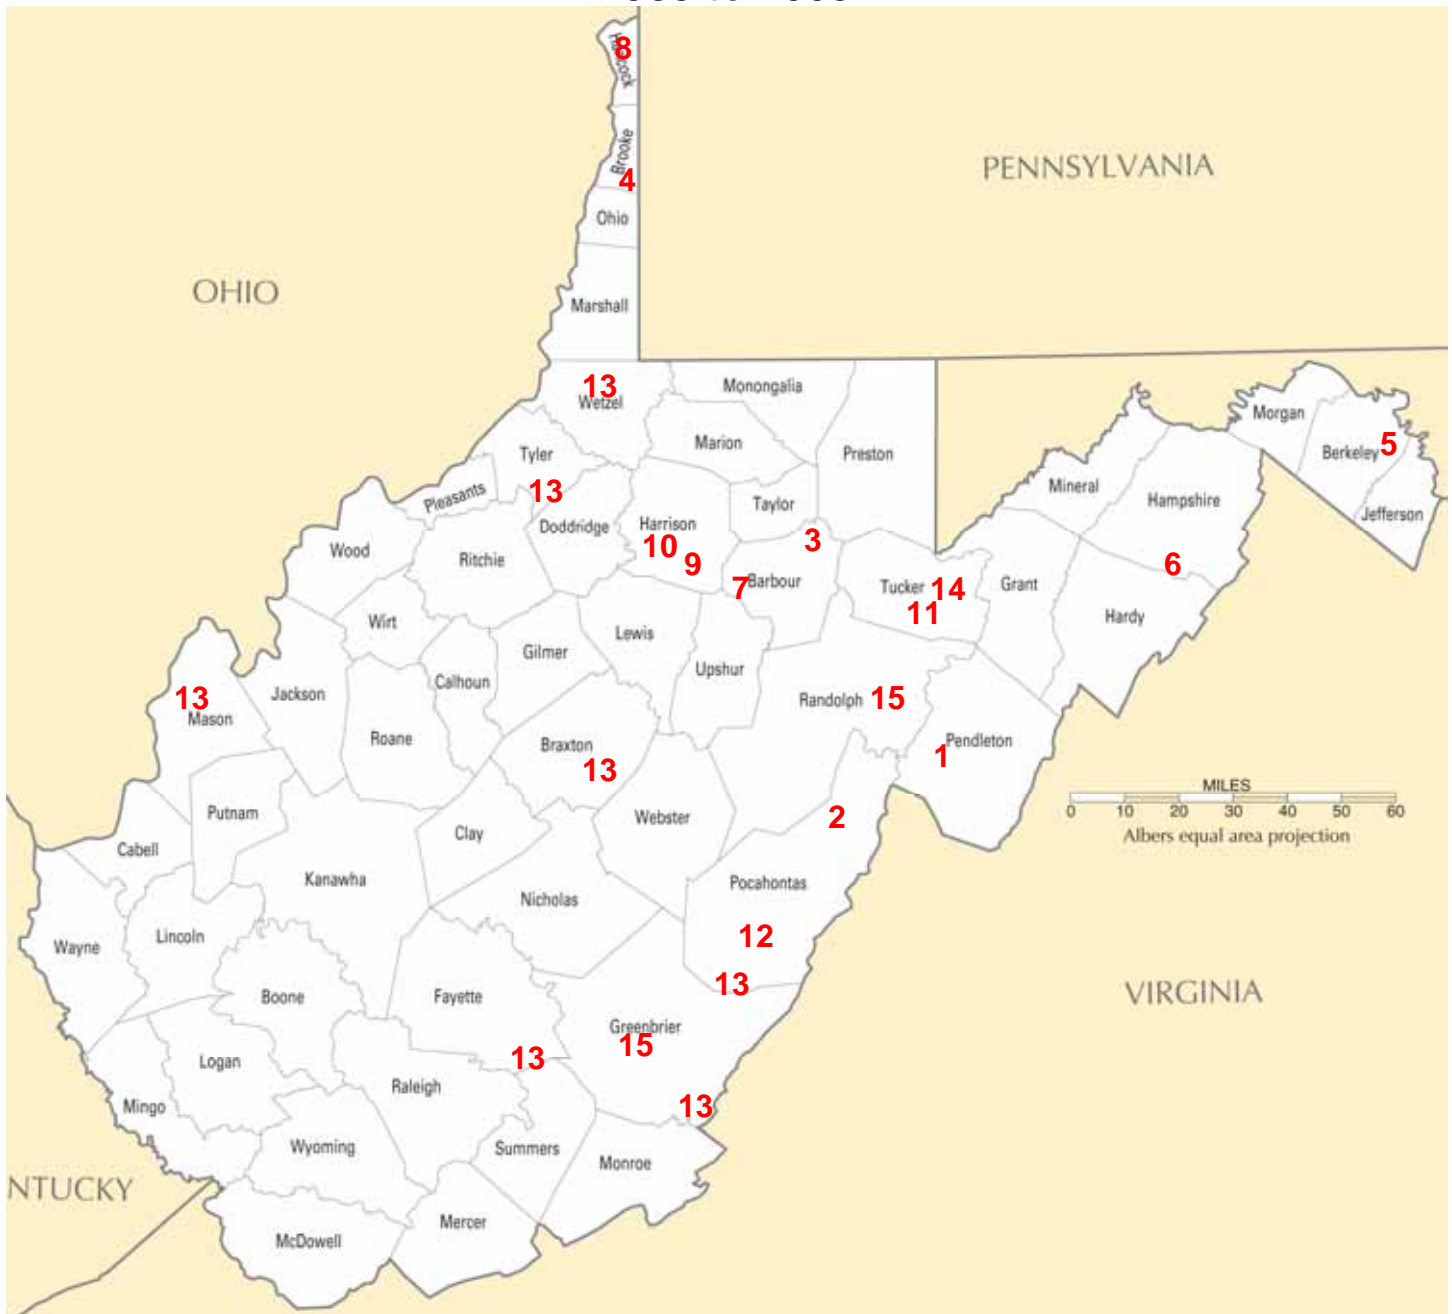 8
Hancock
Brooke
4
PENNSYLVANIA
Ohio
OHIO
Marshall
13
Wetzel
Monongalia
Morgan
Marion
Berkeley 5
Tyler
Preston
Mineral
13
Pleasants
Taylor
Hampshire
Jefferson
Doddridge
Harrison
Wood
10
3
Ritchie
9
6
7
Barbour
Tucker 14
Grant
11
Hardy
Wirt
Lewis
Gilmer
Upshur
Calhoun
Jackson
13
Mason
Randolph 15
Roane
Braxton
Pendleton
1
13
MILES
0 10 20 30 40 50 60
Albers equal area projection
Putnam
Webster
2
Clay
Cabell
Kanawha
Pocahontas
Nicholas
Lincoln
12
Wayne
13
Boone
Fayette
VIRGINIA
Greenbrier
15
13
Logan
Raleigh
Mingo
13
Wyoming
Summers
Monroe
NTUCKY
Mercer
McDowell